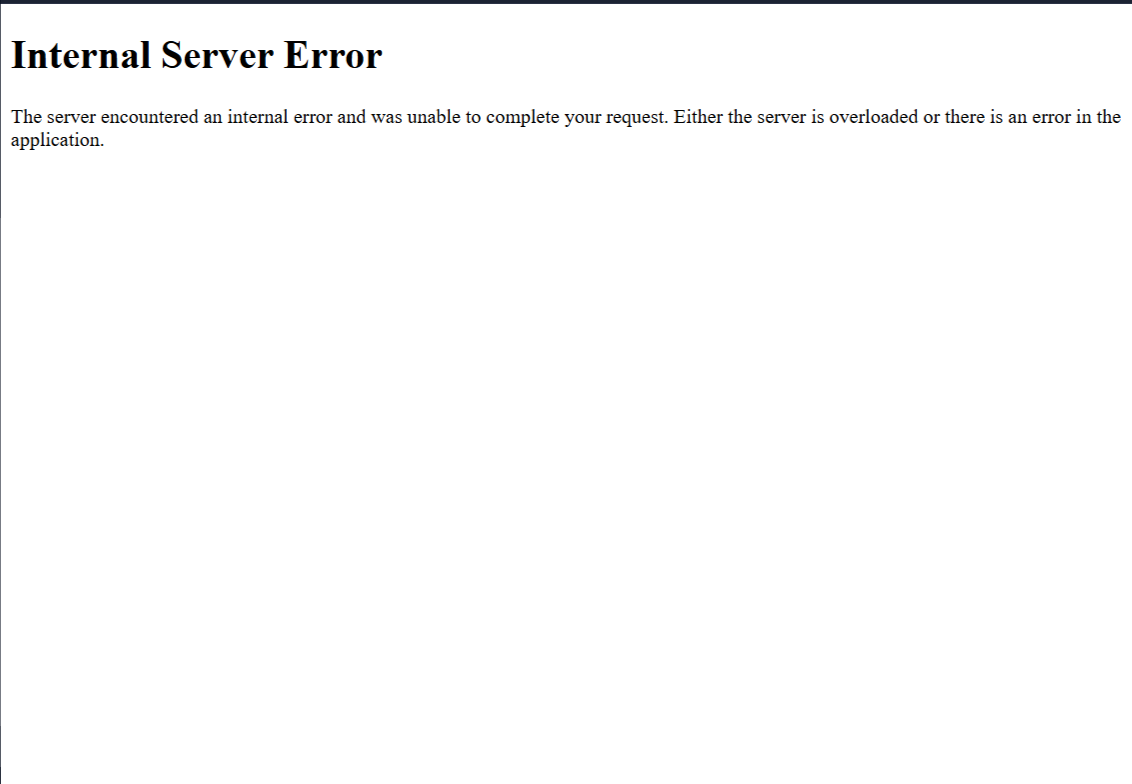 Internal Server Error
The server encountered an internal error and was unable to complete your request. Either the server is overloaded or there is an error in the
application.